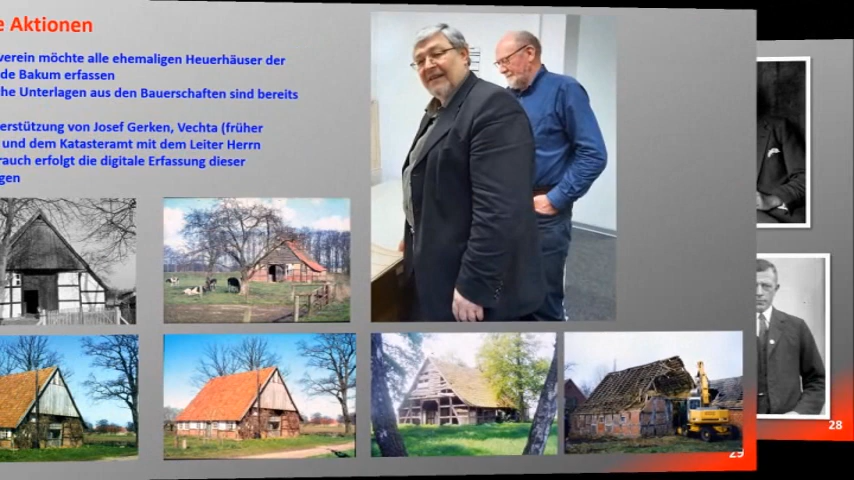 e Aktionen
verein möchte alle ehemaligen Heuerhäuser der
de Bakum erfassen
che Unterlagen aus den Bauerschaften sind bereits
erstützung von Josef Gerken, Vechta (früher
und dem Katasteramt mit dem Leiter Herrn
rauch erfolgt die digitale Erfassung dieser
gen
28
29